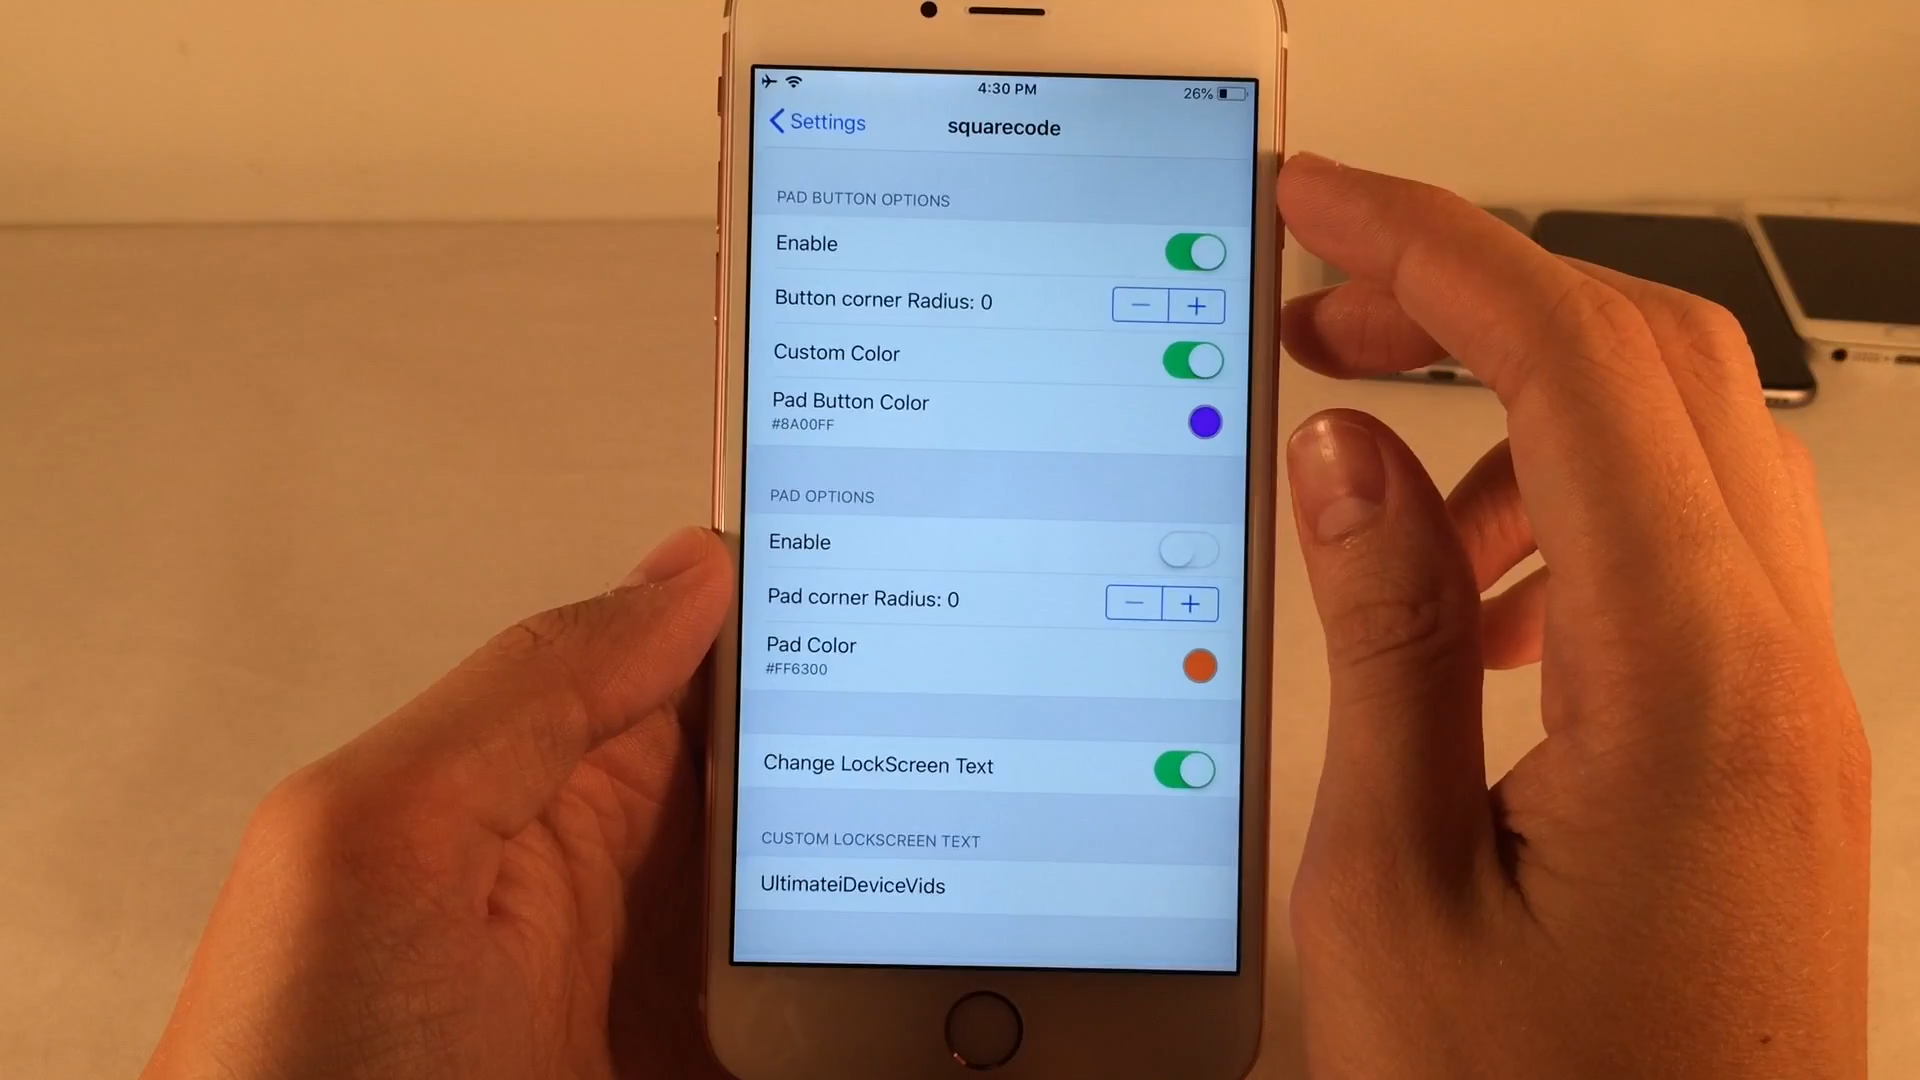 4:30 PM
26%
Settings
squarecode
PAD BUTTON OPTIONS
Enable
Button corner Radius: 0
Custom Color
Pad Button Color
#8A00FF
PAD OPTIONS
Enable
Pad corner Radius: 0
Pad Color
#FF6300
Change LockScreen Text
CUSTOM LOCKSCREEN TEXT
UltimateiDeviceVids